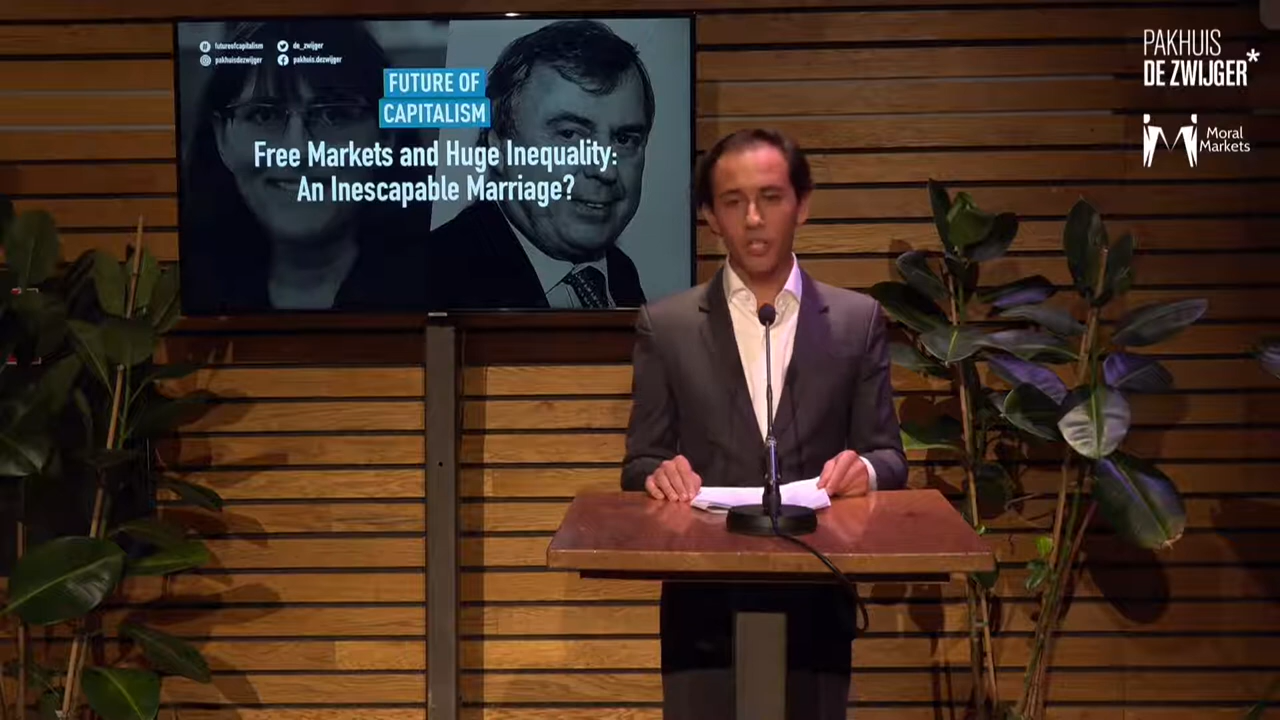 futureofcapitalism
de_zwijger
pakhuisdezwijger
pakhuis.dezwijger
FUTURE OF
CAPITALISM
Free Markets and Huge Inequality:
An Inescapable Marriage?
PAKHUIS
DE ZWIJGER*
Moral
Markets